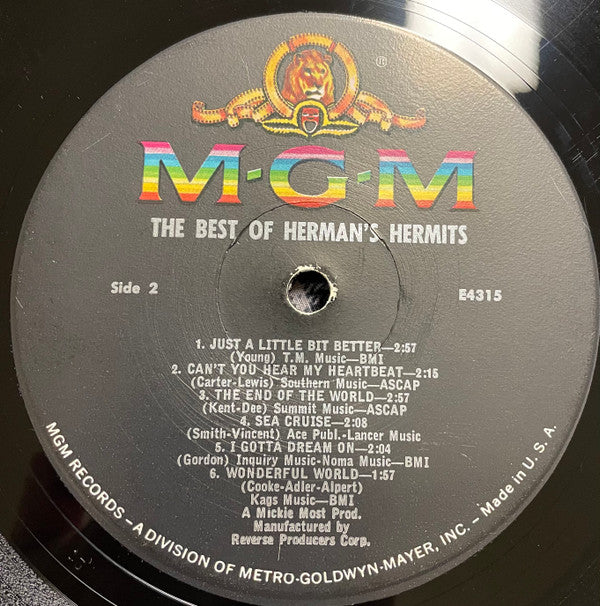 ®
M-G-M
THE BEST OF HERMAN'S HERMITS
Side 2
E4315
1. JUST A LITTLE BIT BETTER—2:57
(Young) T.M. Music—BMI
2. CAN'T YOU HEAR MY HEARTBEAT—2:15
(Carter-Lewis) Southern Music—ASCAP
3. THE END OF THE WORLD—2:57
(Kent-Dee) Summit Music—ASCAP
4. SEA CRUISE—2:08
(Smith-Vincent) Ace Publ.-Lancer Music
5. I GOTTA DREAM ON—2:04
(Gordon) Inquiry Music-Noma Music—BMI
6. WONDERFUL WORLD—1:57
(Cooke-Adler-Alpert)
Kags Music—BMI
A Mickie Most Prod.
Manufactured by
Reverse Producers Corp.
MGM RECORDS – A DIVISION OF METRO-GOLDWYN-MAYER, INC. – Made in U. S. A.